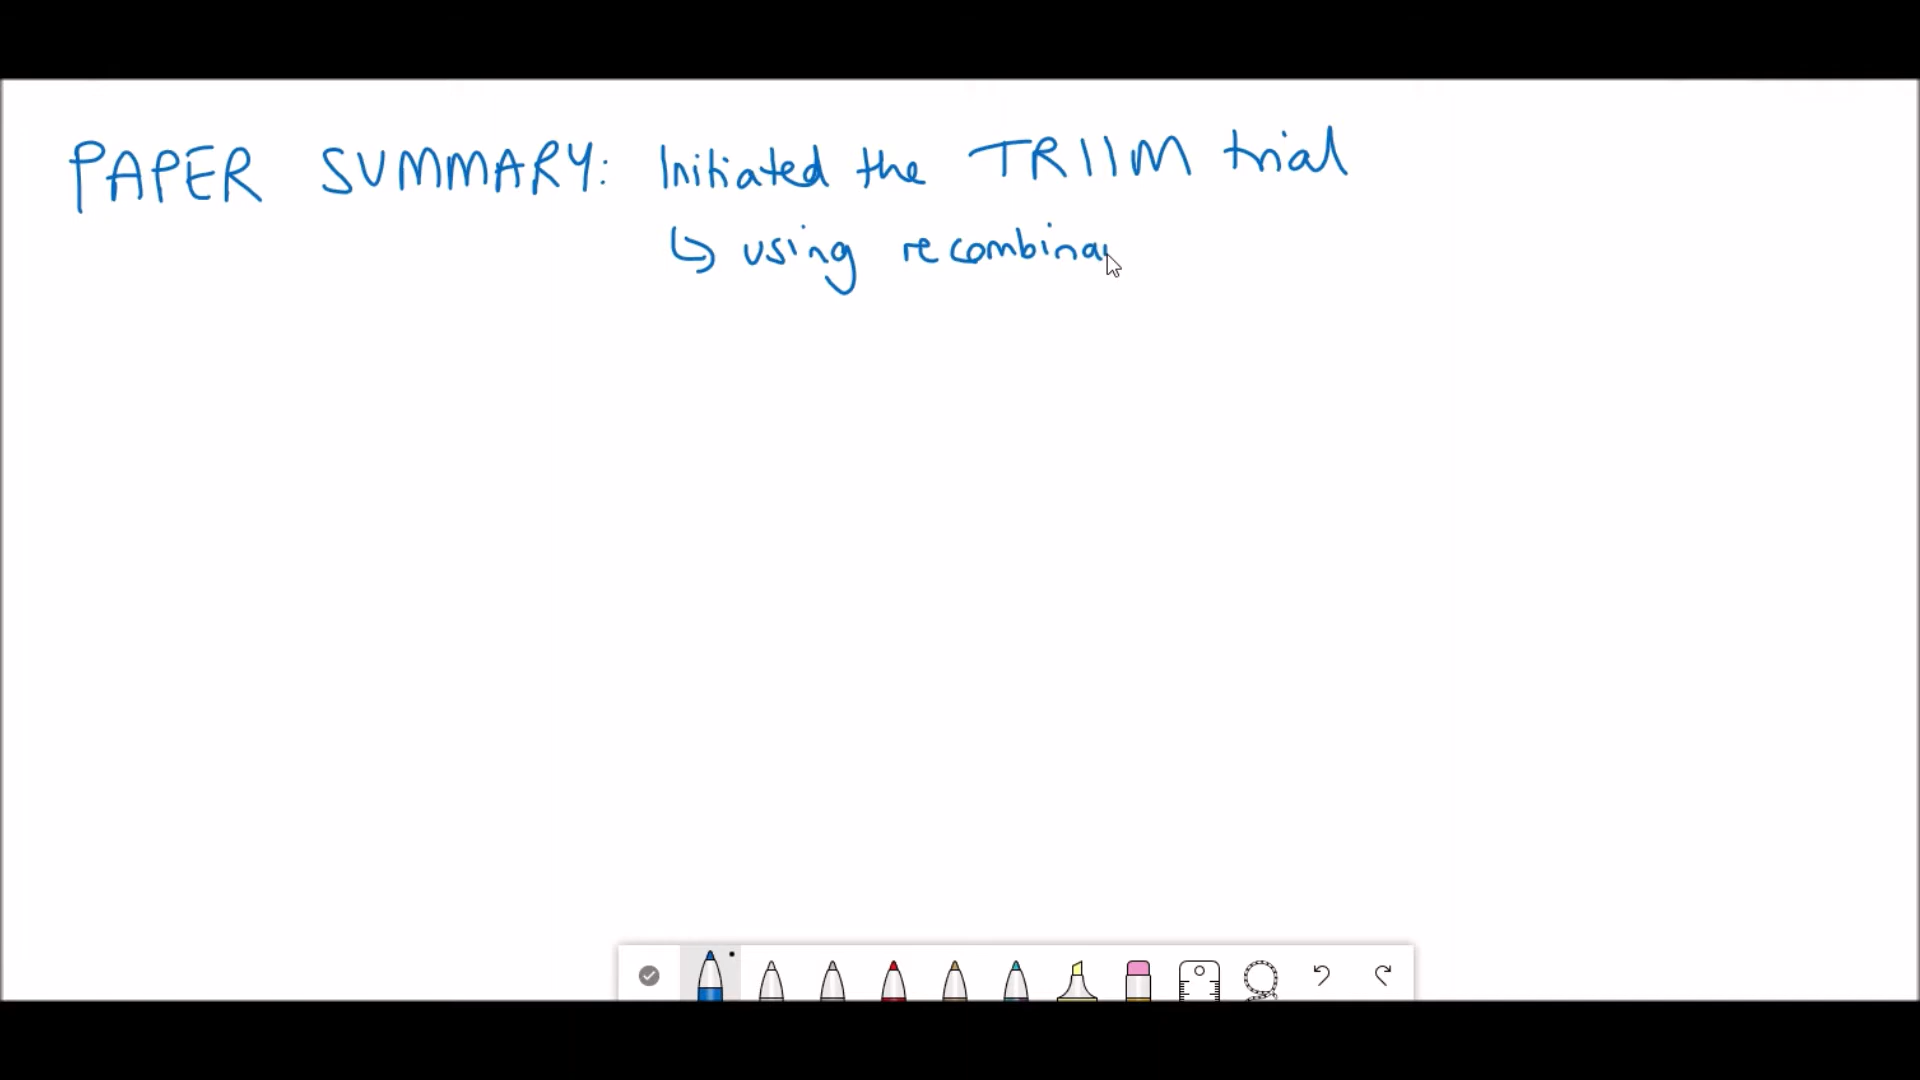 PAPER SUMMARY: Initiated the TRIIM trial
↳ using recombina